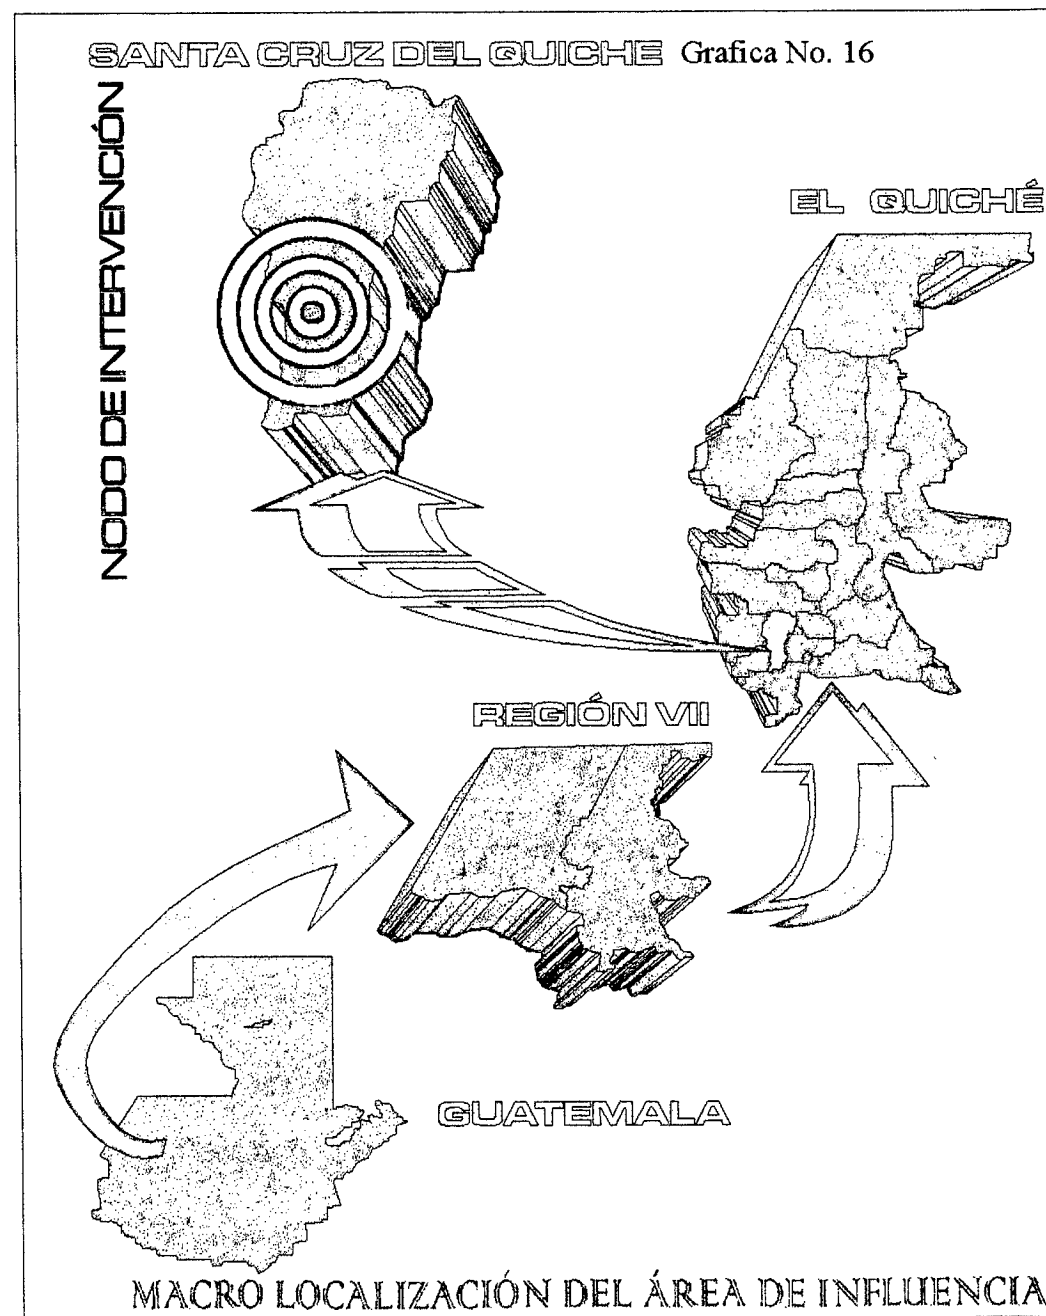 SANTA CRUZ DEL QUICHE Grafica No. 16
NODO DE INTERVENCIÓN
EL QUICHÉ
REGIÓN VII
GUATEMALA
MACRO LOCALIZACIÓN DEL ÁREA DE INFLUENCIA